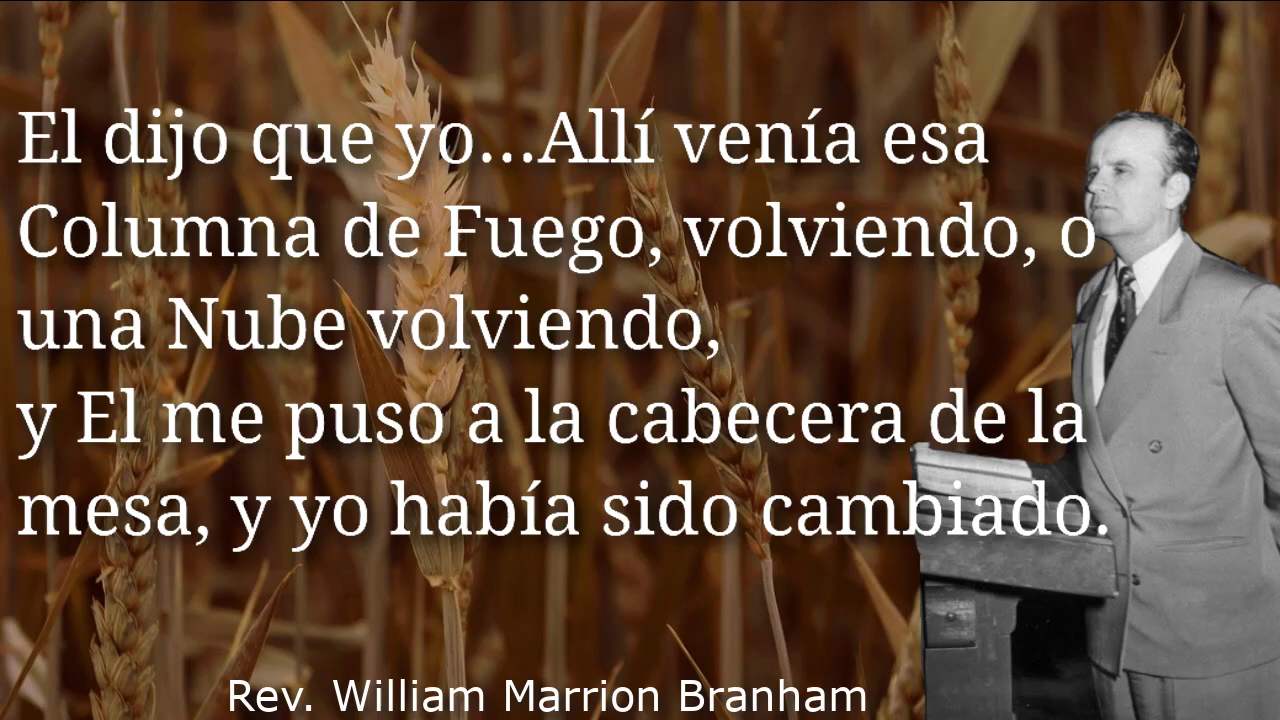 El dijo que yo...Allí venía esa
Columna de Fuego, volviendo, o
una Nube volviendo,
y El me puso a la cabecera de la
mesa, y yo había sido cambiado.
Rev. William Marrion Branham